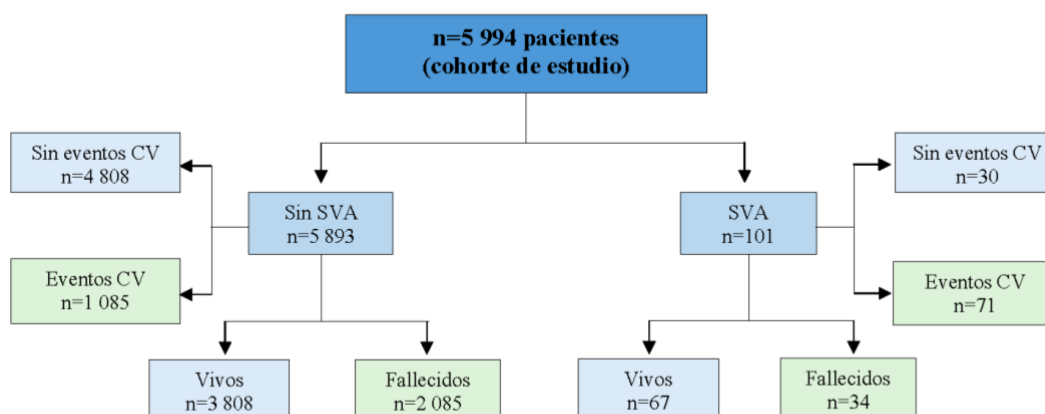 n=5 994 pacientes
(cohorte de estudio)
Sin eventos CV
n=4 808
Sin eventos CV
n=30
Sin SVA
n=5 893
SVA
n=101
Eventos CV
n=1 085
Eventos CV
n=71
Vivos
n=3 808
Fallecidos
n=2 085
Vivos
n=67
Fallecidos
n=34